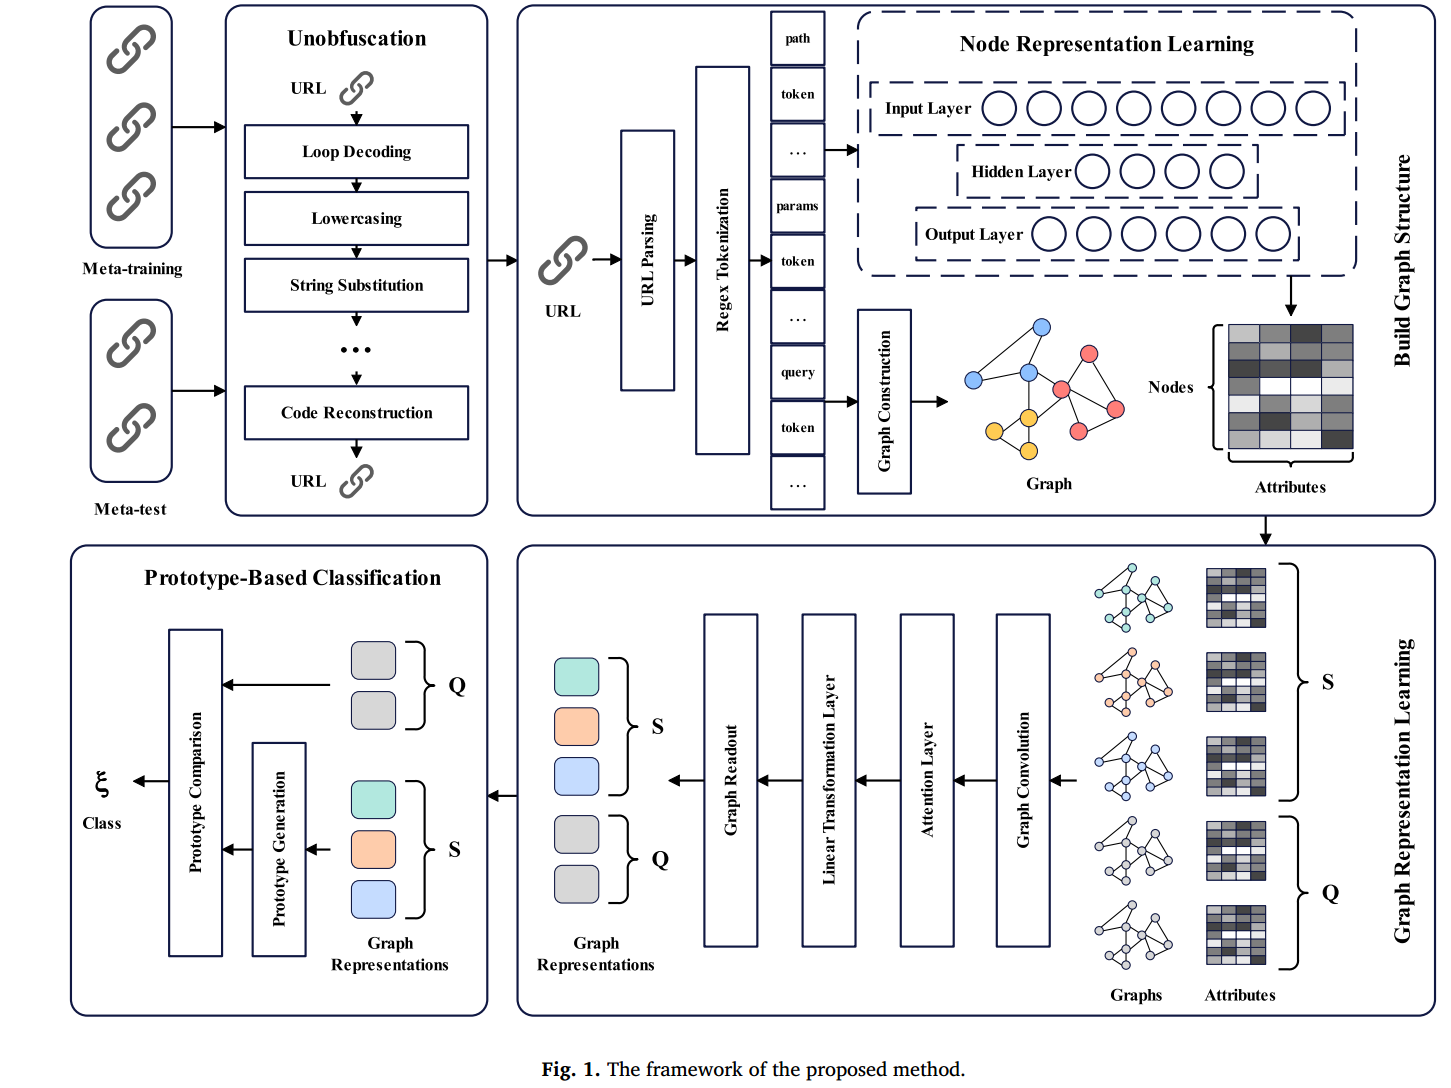 Meta-training
Meta-test
Unobfuscation
URL
Loop Decoding
Lowercasing
String Substitution
...
Code Reconstruction
URL
URL
URL Parsing
Regex Tokenization
path
token
...
params
token
...
query
token
...
Node Representation Learning
Input Layer
Hidden Layer
Output Layer
Graph Construction
Graph
Nodes
Attributes
Build Graph Structure
Graph Representation Learning
S
Q
Graphs
Attributes
Graph Convolution
Attention Layer
Linear Transformation Layer
Graph Readout
S
Q
Graph
Representations
Prototype-Based Classification
Q
S
Graph
Representations
Prototype Generation
Prototype Comparison
ξ
Class
Fig. 1. The framework of the proposed method.